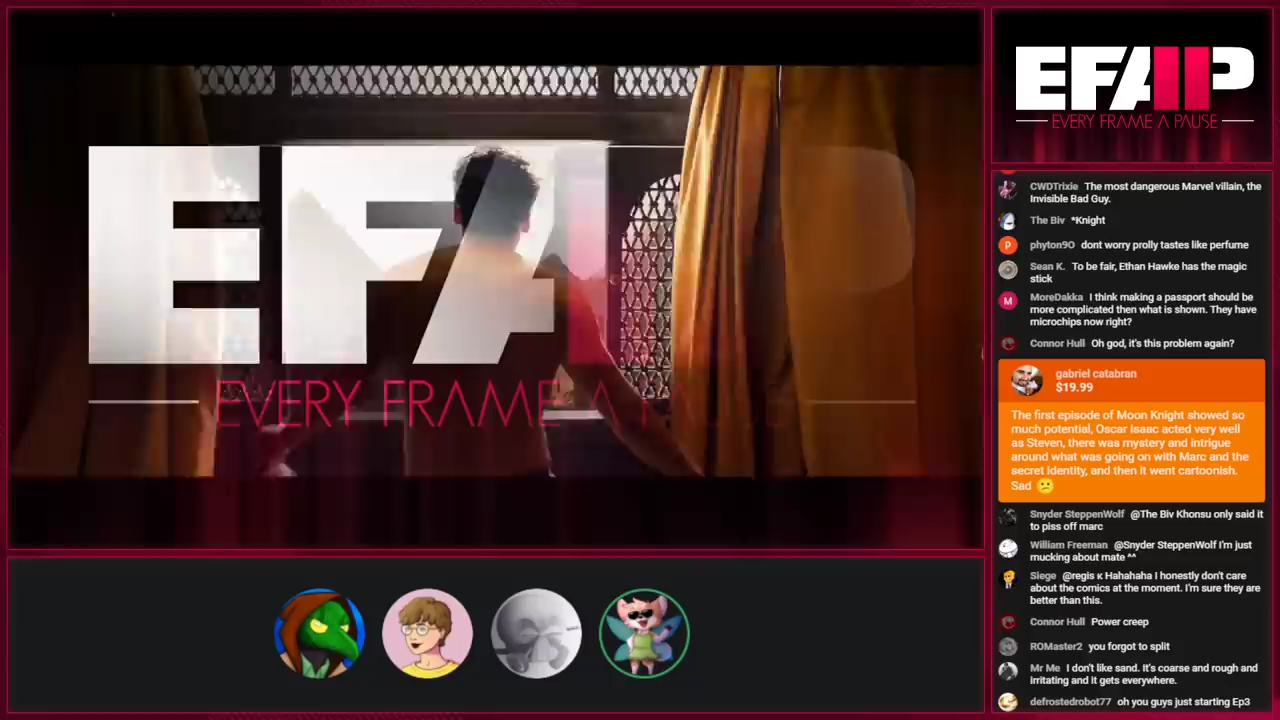 EFAP
EVERY FRAME A PAUSE
EFAP
EVERY FRAME A PAUSE
CWDTrixie The most dangerous Marvel villain, the
Invisible Bad Guy.
The Biv *Knight
P
phyton90 dont worry prolly tastes like perfume
Sean K. To be fair, Ethan Hawke has the magic
stick
M
MoreDakka I think making a passport should be
more complicated then what is shown. They have
microchips now right?
Connor Hull Oh god, it's this problem again?
gabriel catabran
$19.99
The first episode of Moon Knight showed so
much potential, Oscar Isaac acted very well
as Steven, there was mystery and intrigue
around what was going on with Marc and the
secret identity, and then it went cartoonish.
Sad 😕
Snyder SteppenWolf @The Biv Khonsu only said it
to piss off marc
William Freeman @Snyder SteppenWolf I'm just
mucking about mate ^^
Siege @regis κ Hahahaha I honestly don't care
about the comics at the moment. I'm sure they are
better than this.
Connor Hull Power creep
ROMaster2 you forgot to split
Mr Me I don't like sand. It's coarse and rough and
irritating and it gets everywhere.
defrostedrobot77 oh you guys just starting Ep3